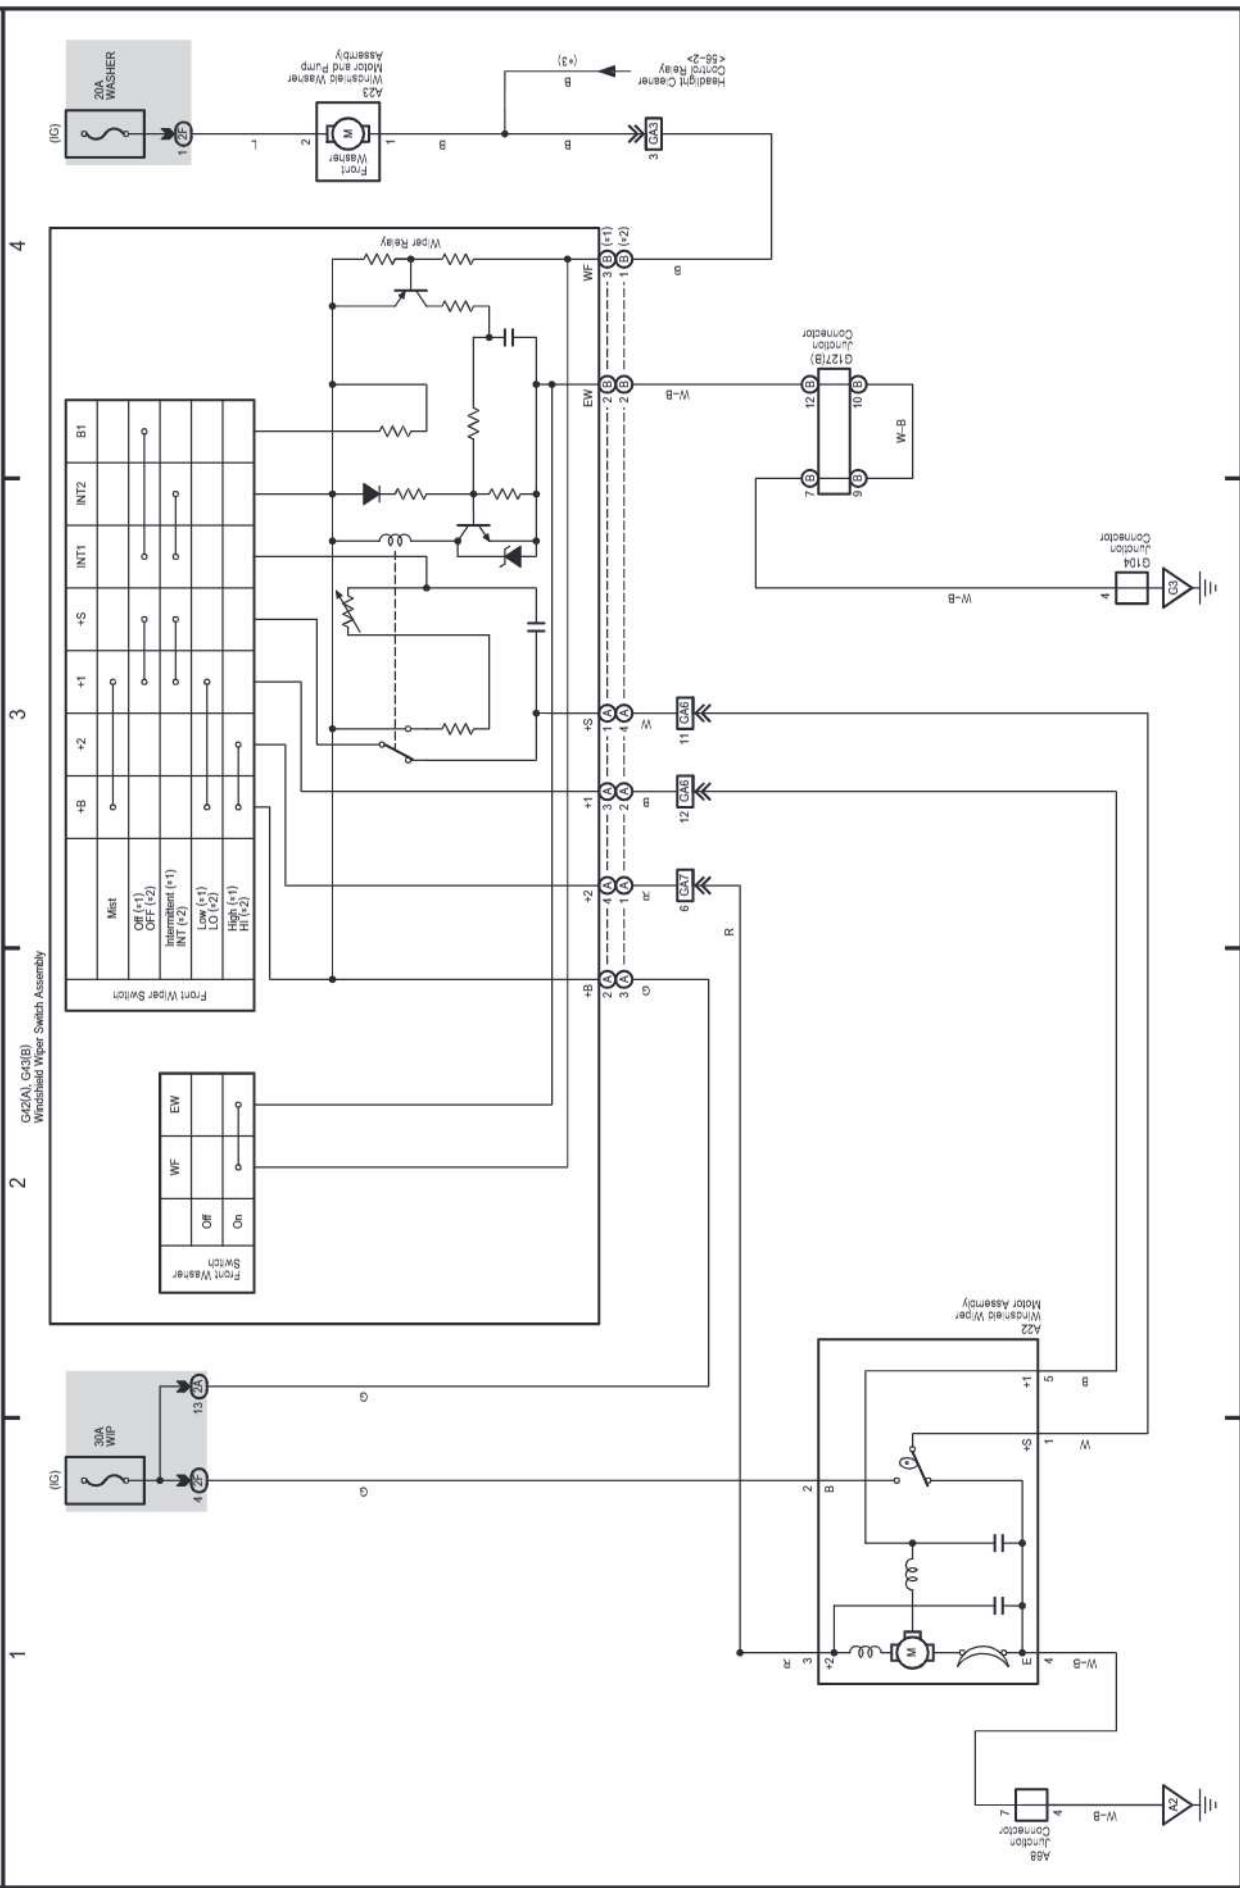 1
2
3
4
(IG)
30A
WIP
4
2F
13
2A
G
G
G42(A), G43(B)
Windshield Wiper Switch Assembly
Front Washer
Switch
WF
EW
Off
On
Front Wiper Switch
+B
+2
+1
+S
INT1
INT2
B1
Mist
Off (*1)
OFF (*2)
Intermittent (*1)
INT (*2)
Low (*1)
LO (*2)
High (*1)
HI (*2)
Wiper Relay
+B
2
A
3
A
G
+2
4
A
1
A
R
+1
3
A
2
A
B
+S
1
A
4
A
W
EW
2
B
2
B
W-B
WF
3
B
(*1)
1
B
(*2)
B
(IG)
20A
WASHER
1
2F
L
2
M
1
Front
Washer
A23
Windshield Washer
Motor and Pump
Assembly
B
B
B
(*3)
Headlight Cleaner
Control Relay
<56-2>
3
GA3
6
GA7
R
12
GA6
11
GA6
12
B
10
B
7
B
9
B
G127(B)
Junction
Connector
W-B
W-B
4
G104
Junction
Connector
G3
A22
Windshield Wiper
Motor Assembly
R
3
+2
2
B
M
+1
5
B
+S
1
W
E
4
W-B
7
4
A68
Junction
Connector
W-B
A2